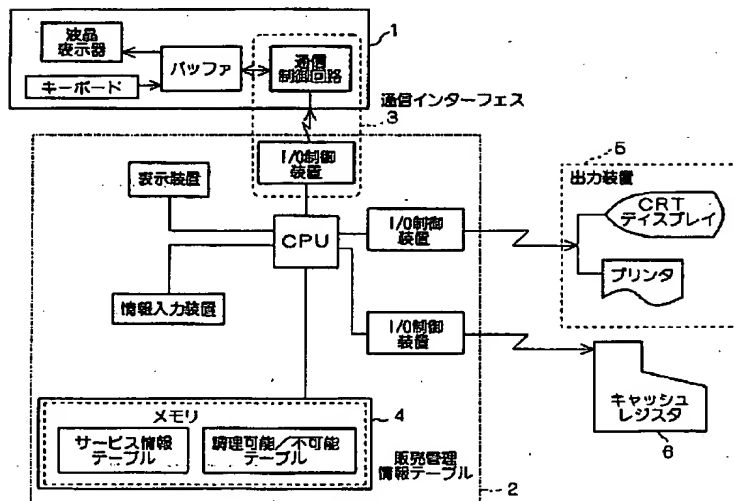 液晶
表示器
バッファ
通信
制御回路
キーボード
1
通信インターフェス
3
I/O制御
装置
表示装置
CPU
I/O制御
装置
5
出力装置
CRT
ディスプレイ
プリンタ
情報入力装置
I/O制御
装置
キャッシュ
レジスタ
6
メモリ
4
サービス情報
テーブル
調理可能/不可能
テーブル
販売管理
情報テーブル
2